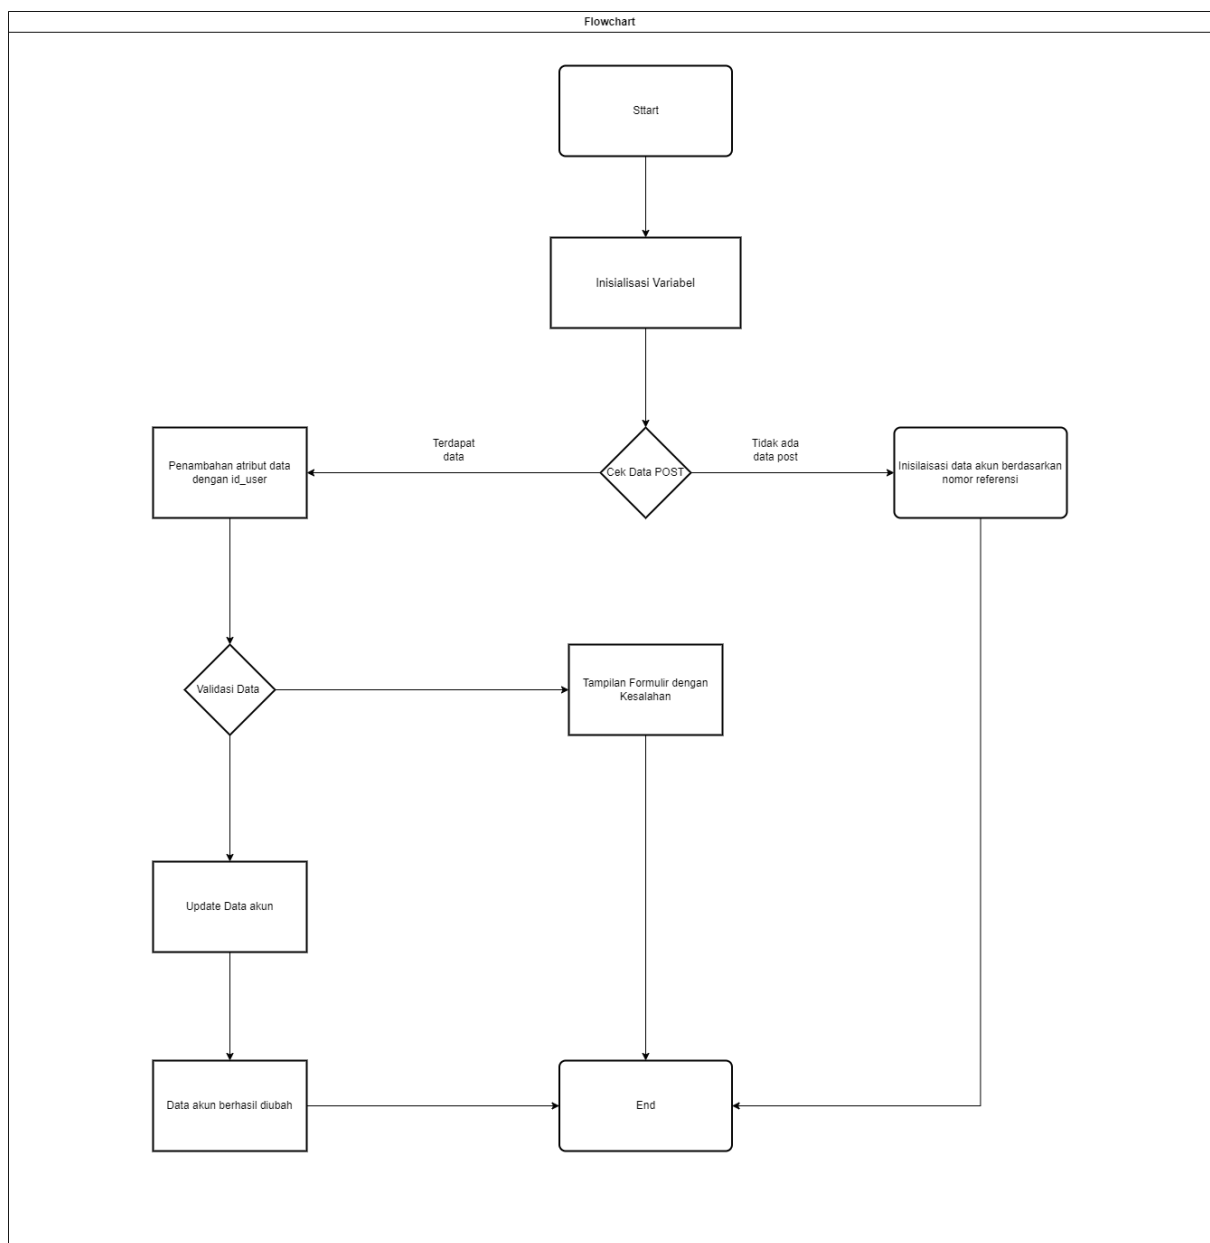 Flowchart
Sttart
Inisialisasi Variabel
Terdapat
data
Tidak ada
data post
Penambahan atribut data
dengan id_user
Cek Data POST
Inisilaisasi data akun berdasarkan
nomor referensi
Validasi Data
Tampilan Formulir dengan
Kesalahan
Update Data akun
Data akun berhasil diubah
End